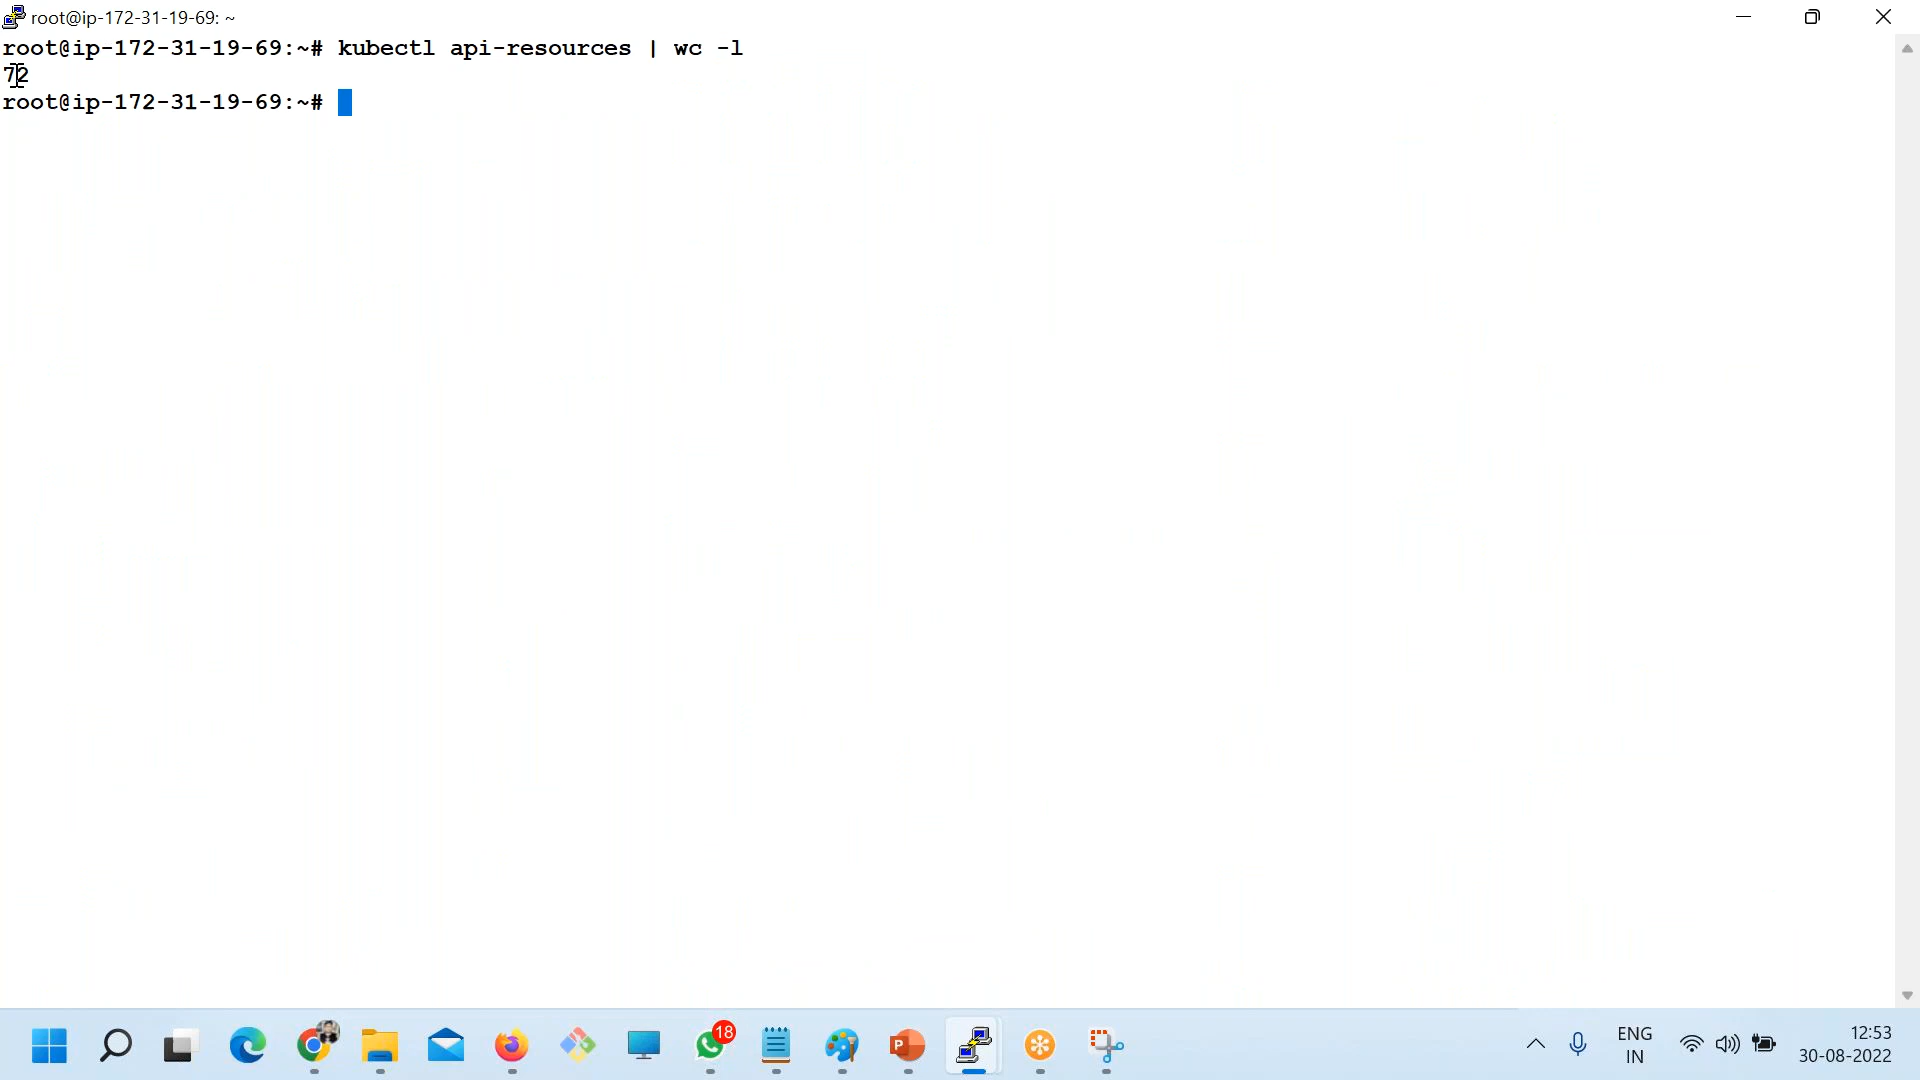 root@ip-172-31-19-69: ~
root@ip-172-31-19-69:~# kubectl api-resources | wc -l
72
root@ip-172-31-19-69:~#
18
P
ENG
IN
12:53
30-08-2022